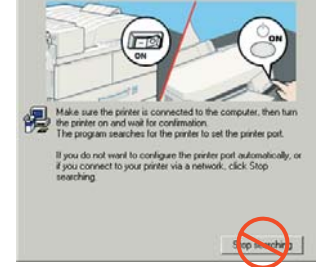 ON
ON
Make sure the printer is connected to the computer, then turn
the printer on and wait for confirmation.
The program searches for the printer to set the printer port.
If you do not want to configure the printer port automatically, or
if you connect to your printer via a network, click Stop
searching.
Stop searching